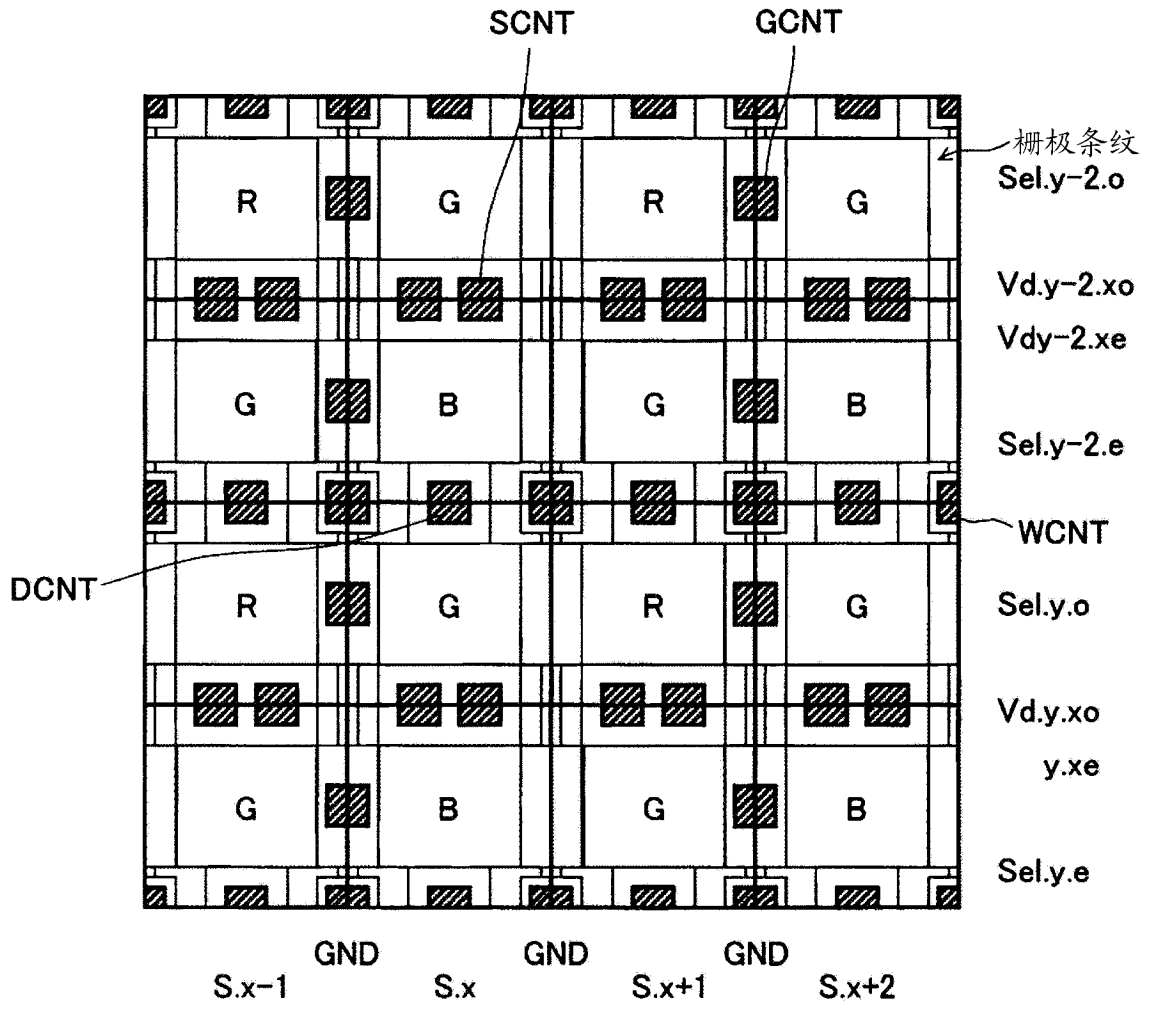 SCNT GCNT
栅极条纹
R G R G Sel.y-2.o
Vd.y-2.xo
Vdy-2.xe
G B G B
Sel.y-2.e
WCNT
DCNT
R G R G Sel.y.o
Vd.y.xo
y.xe
G B G B
Sel.y.e
GND GND GND
S.x-1 S.x S.x+1 S.x+2